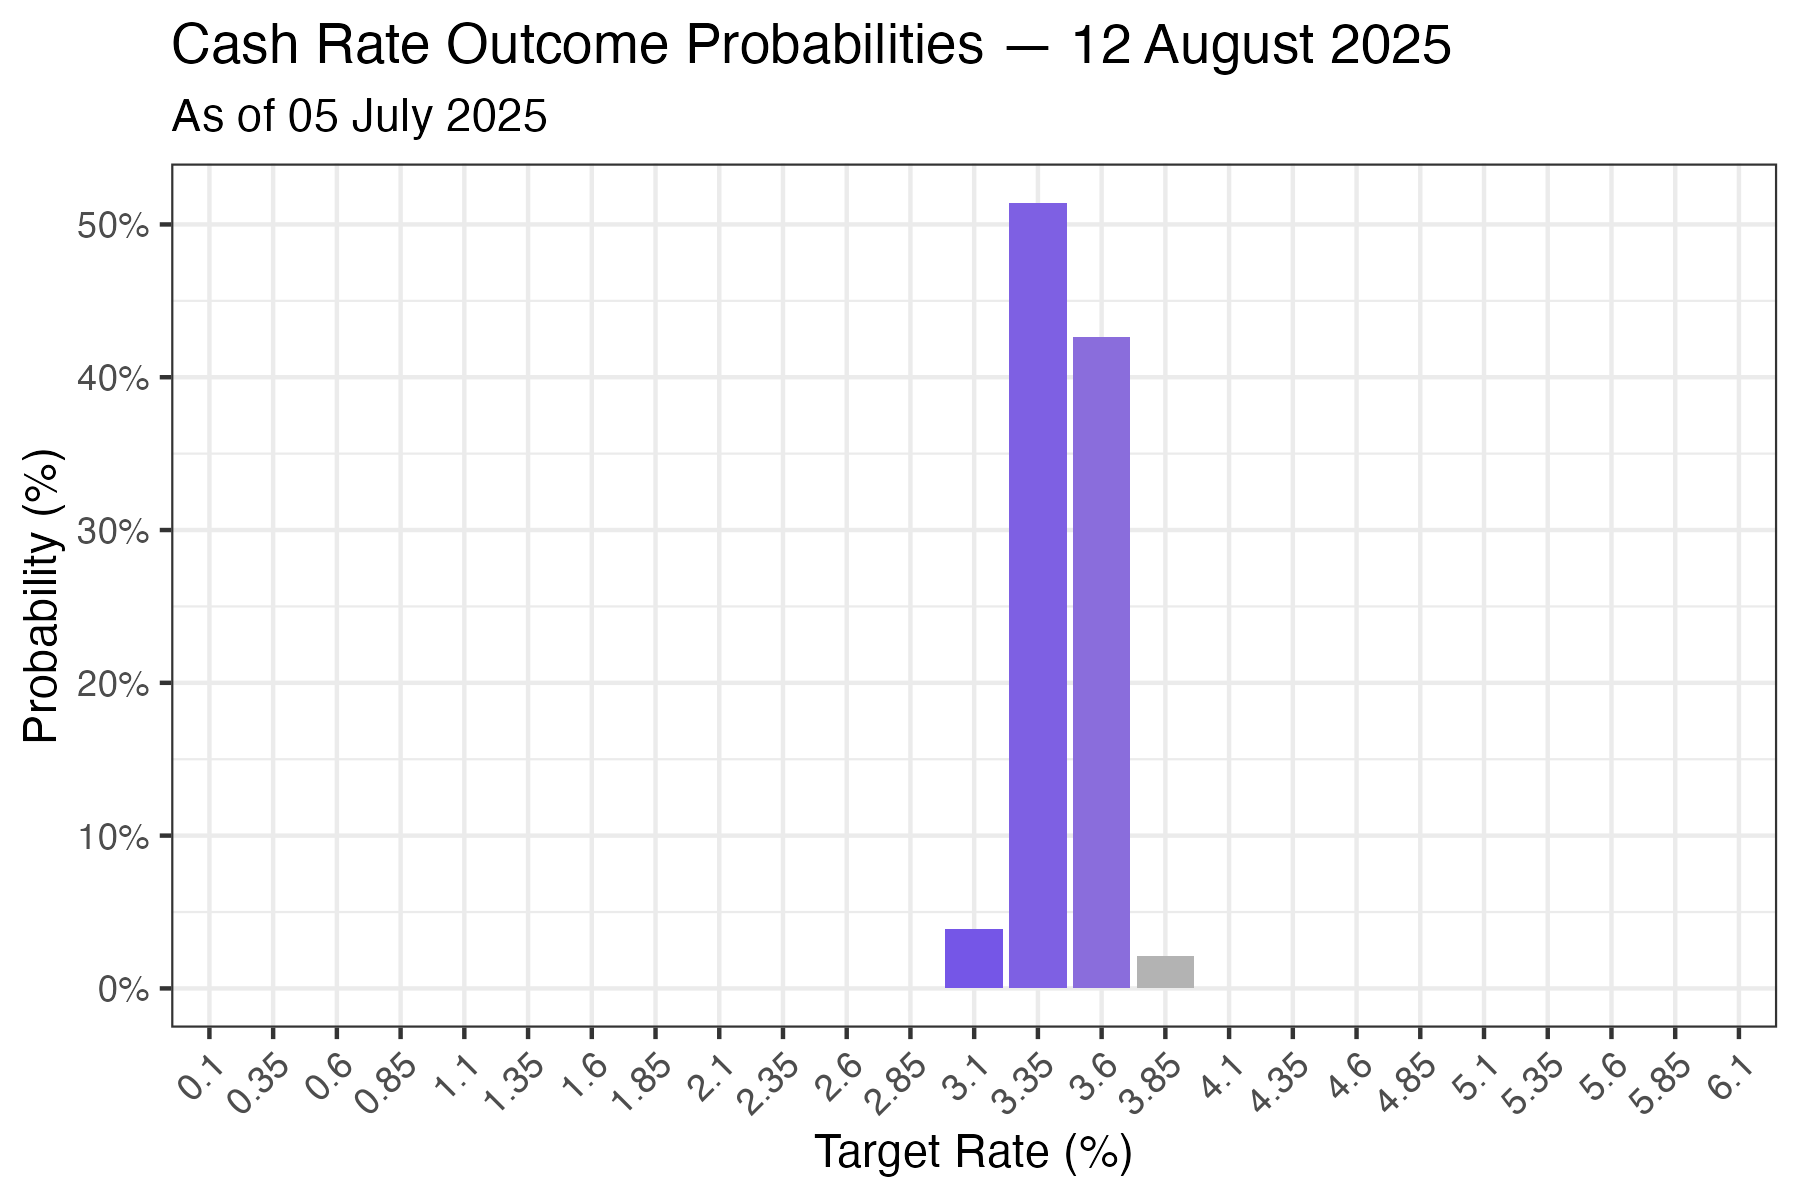 Cash Rate Outcome Probabilities — 12 August 2025
As of 05 July 2025
Probability (%)
50%
40%
30%
20%
10%
0%
0.1 0.35 0.6 0.85 1.1 1.35 1.6 1.85 2.1 2.35 2.6 2.85 3.1 3.35 3.6 3.85 4.1 4.35 4.6 4.85 5.1 5.35 5.6 5.85 6.1
Target Rate (%)